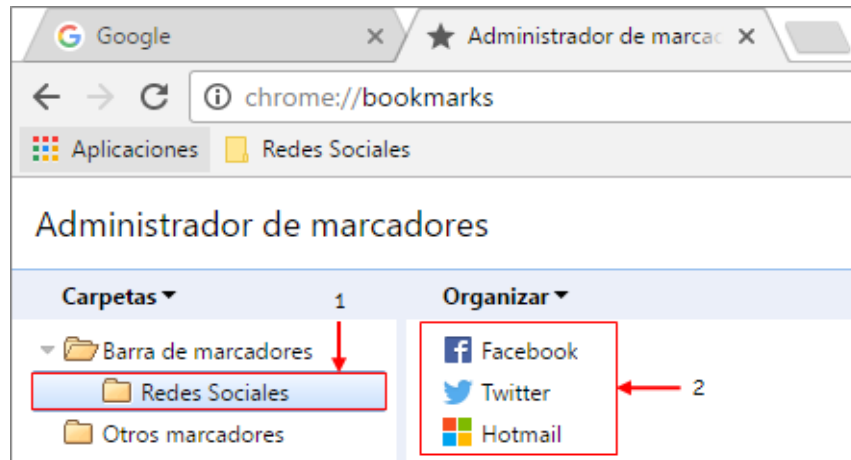 Google
Administrador de marcac
chrome://bookmarks
Aplicaciones Redes Sociales
Administrador de marcadores
Carpetas 1 Organizar
Barra de marcadores Facebook
Redes Sociales Twitter 2
Otros marcadores Hotmail